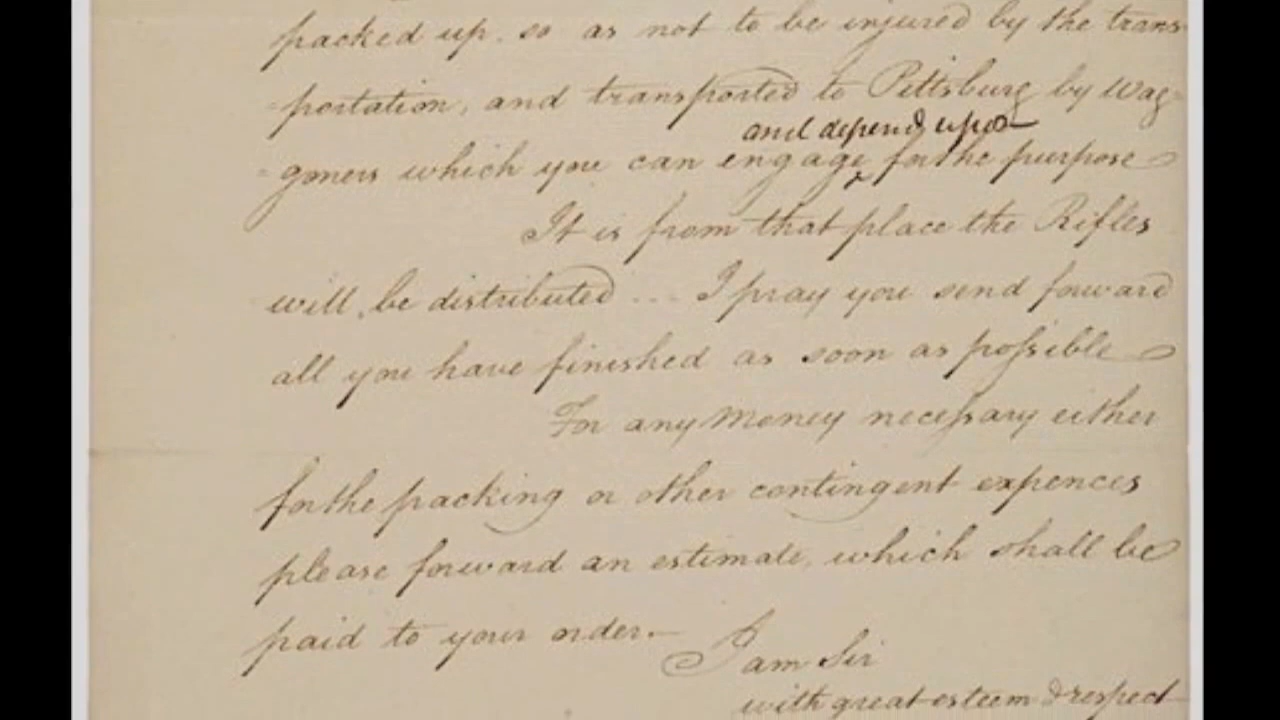 packed up. so as not to be injured by the trans-
=portation, and transported to Pittsburg by Wag=
and depend upon
=goners which you can engage ‸ for the purpose
It is from that place the Rifles
will be distributed ... I pray you send forward
all you have finished as soon as possible
For any Money necessary either
for the packing or other contingent expences
please forward an estimate, which shall be
paid to your order.
I am Sir
with great esteem & respect